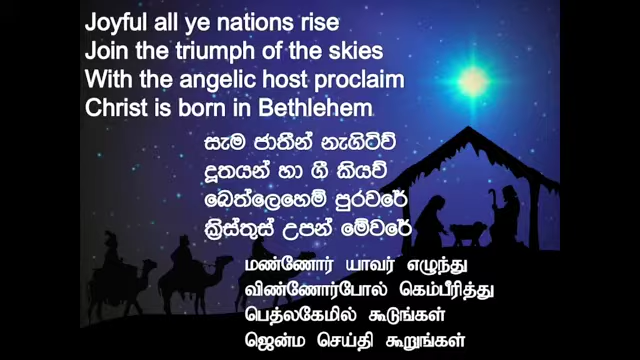 Joyful all ye nations rise
Join the triumph of the skies
With the angelic host proclaim
Christ is born in Bethlehem
සැම ජාතීන් නැගිටිව්
දූතයන් හා ගී කියව්
බෙත්ලෙහෙම් පුරවරේ
ක්‍රිස්තුස් උපන් මේවරේ
மண்ணோர் யாவர் எழுந்து
விண்ணோர்போல் கெம்பீரித்து
பெத்லகேமில் கூடுங்கள்
ஜென்ம செய்தி கூறுங்கள்